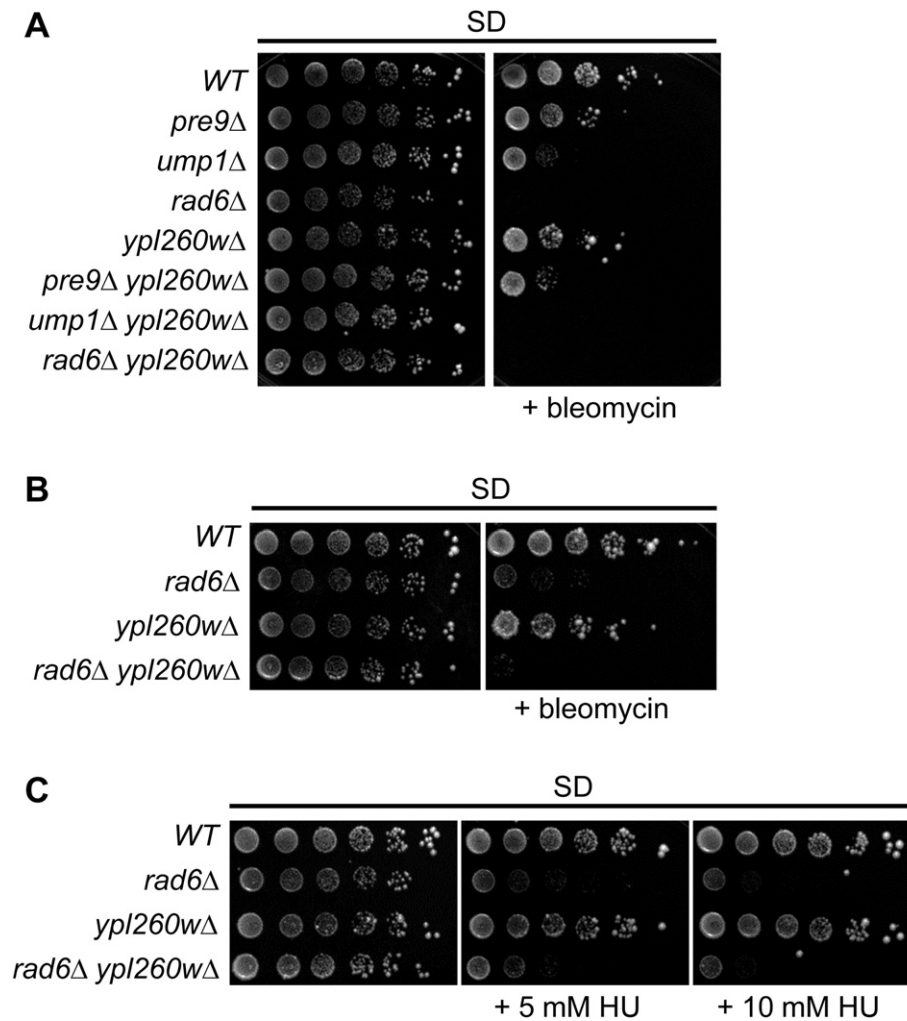 A
SD
WT
pre9Δ
ump1Δ
rad6Δ
ypl260wΔ
pre9Δ ypl260wΔ
ump1Δ ypl260wΔ
rad6Δ ypl260wΔ
+ bleomycin
B
SD
WT
rad6Δ
ypl260wΔ
rad6Δ ypl260wΔ
+ bleomycin
C
SD
WT
rad6Δ
ypl260wΔ
rad6Δ ypl260wΔ
+ 5 mM HU
+ 10 mM HU